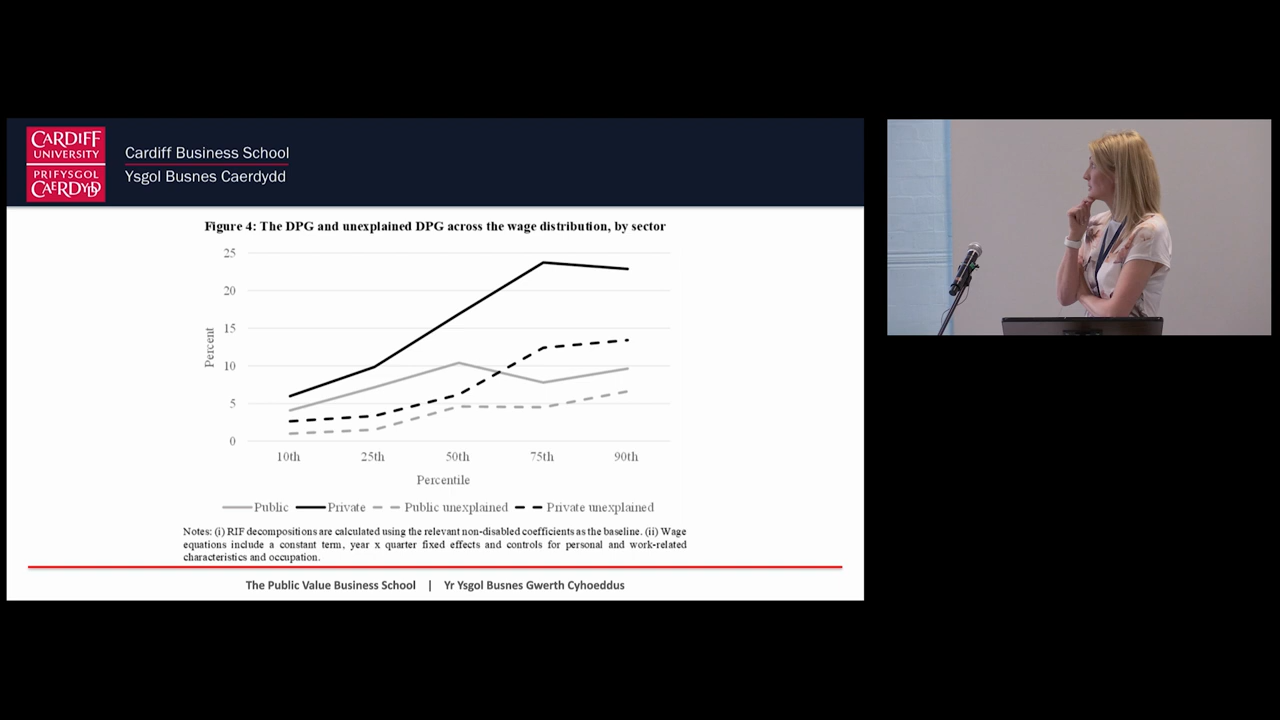 CARDIFF
UNIVERSITY
PRIFYSGOL
CAERDYDD
Cardiff Business School
Ysgol Busnes Caerdydd
Figure 4: The DPG and unexplained DPG across the wage distribution, by sector
25
20
15
10
5
0
Percent
10th 25th 50th 75th 90th
Percentile
Public Private Public unexplained Private unexplained
Notes: (i) RIF decompositions are calculated using the relevant non-disabled coefficients as the baseline. (ii) Wage
equations include a constant term, year x quarter fixed effects and controls for personal and work-related
characteristics and occupation.
The Public Value Business School | Yr Ysgol Busnes Gwerth Cyhoeddus